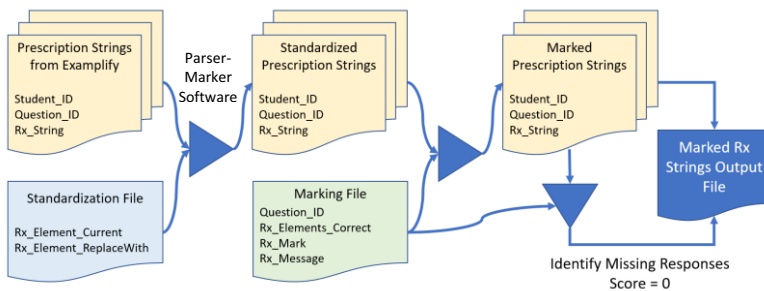 Prescription Strings
from Examplify
Student_ID
Question_ID
Rx_String
Parser-
Marker
Software
Standardized
Prescription Strings
Student_ID
Question_ID
Rx_String
Marked
Prescription Strings
Student_ID
Question_ID
Rx_String
Marked Rx
Strings Output
File
Standardization File
Rx_Element_Current
Rx_Element_ReplaceWith
Marking File
Question_ID
Rx_Elements_Correct
Rx_Mark
Rx_Message
Identify Missing Responses
Score = 0